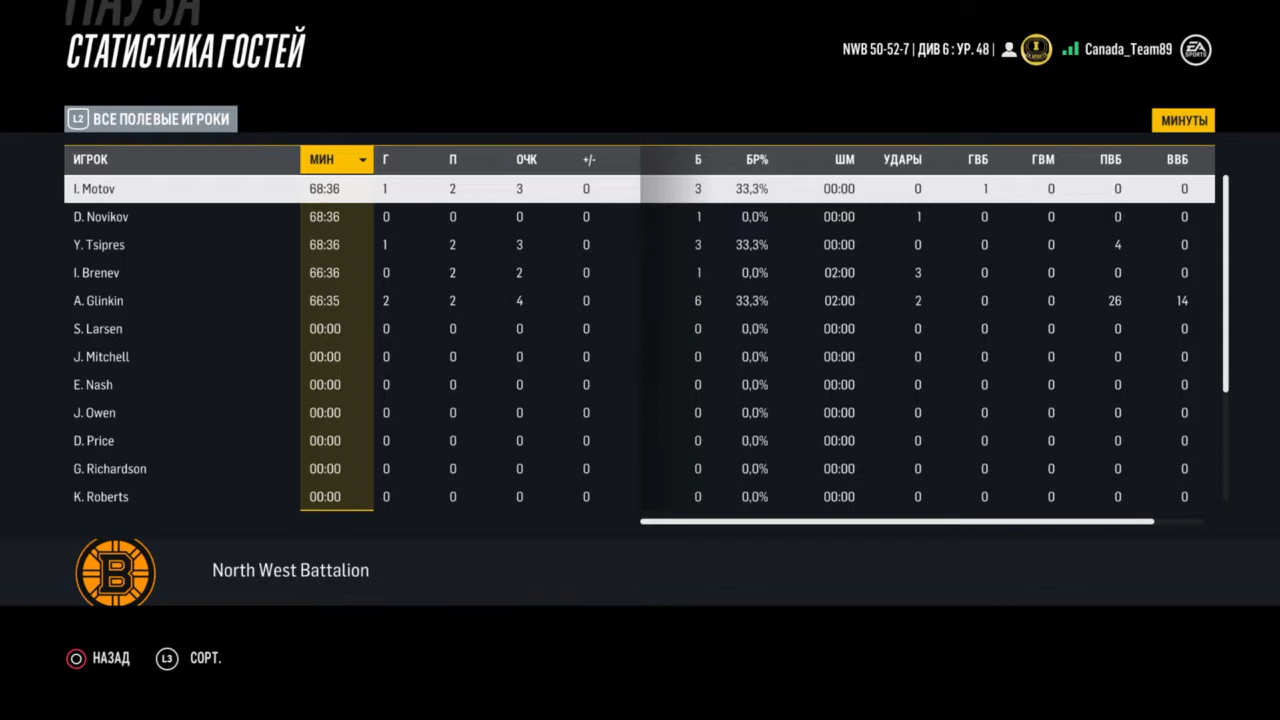 ПАУЗА
СТАТИСТИКА ГОСТЕЙ
NWB 50-52-7 | ДИВ 6 : УР. 48 | Canada_Team89 EA SPORTS
L2 ВСЕ ПОЛЕВЫЕ ИГРОКИ
МИНУТЫ
ИГРОК МИН Г П ОЧК +/- Б БР% ШМ УДАРЫ ГВБ ГВМ ПВБ ВВБ
I. Motov 68:36 1 2 3 0 3 33,3% 00:00 0 1 0 0 0
D. Novikov 68:36 0 0 0 0 1 0,0% 00:00 1 0 0 0 0
Y. Tsipres 68:36 1 2 3 0 3 33,3% 00:00 0 0 0 4 0
I. Brenev 66:36 0 2 2 0 1 0,0% 02:00 3 0 0 0 0
A. Glinkin 66:35 2 2 4 0 6 33,3% 02:00 2 0 0 26 14
S. Larsen 00:00 0 0 0 0 0 0,0% 00:00 0 0 0 0 0
J. Mitchell 00:00 0 0 0 0 0 0,0% 00:00 0 0 0 0 0
E. Nash 00:00 0 0 0 0 0 0,0% 00:00 0 0 0 0 0
J. Owen 00:00 0 0 0 0 0 0,0% 00:00 0 0 0 0 0
D. Price 00:00 0 0 0 0 0 0,0% 00:00 0 0 0 0 0
G. Richardson 00:00 0 0 0 0 0 0,0% 00:00 0 0 0 0 0
K. Roberts 00:00 0 0 0 0 0 0,0% 00:00 0 0 0 0 0
B North West Battalion
НАЗАД L3 СОРТ.